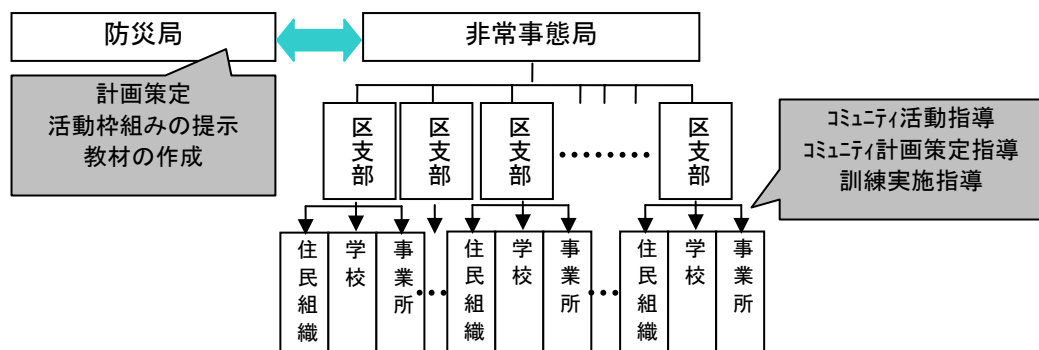 防災局
非常事態局
計画策定
活動枠組みの提示
教材の作成
区支部
区支部
区支部
………
区支部
ｺﾐｭﾆﾃｨ活動指導
ｺﾐｭﾆﾃｨ計画策定指導
訓練実施指導
住民組織
学校
事業所
…
住民組織
学校
事業所
…
住民組織
学校
事業所